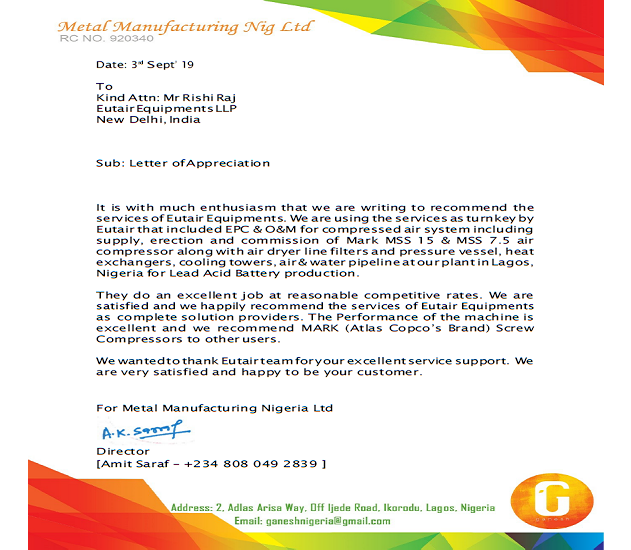 Metal Manufacturing Nig Ltd
RC NO. 920340
Date: 3rd Sept' 19
To
Kind Attn: Mr Rishi Raj
Eutair Equipments LLP
New Delhi, India
Sub: Letter of Appreciation
It is with much enthusiasm that we are writing to recommend the
services of Eutair Equipments. We are using the services as turnkey by
Eutair that included EPC & O&M for compressed air system including
supply, erection and commission of Mark MSS 15 & MSS 7.5 air
compressor along with air dryer line filters and pressure vessel, heat
exchangers, cooling towers, air & water pipeline at our plant in Lagos,
Nigeria for Lead Acid Battery production.
They do an excellent job at reasonable competitive rates. We are
satisfied and we happily recommend the services of Eutair Equipments
as complete solution providers. The Performance of the machine is
excellent and we recommend MARK (Atlas Copco's Brand) Screw
Compressors to other users.
We wanted to thank Eutair team for your excellent service support. We
are very satisfied and happy to be your customer.
For Metal Manufacturing Nigeria Ltd
A.K. Saraf
Director
[Amit Saraf – +234 808 049 2839 ]
G
GANESH
Address: 2, Adlas Arisa Way, Off Ijede Road, Ikorodu, Lagos, Nigeria
Email: ganeshnigeria@gmail.com